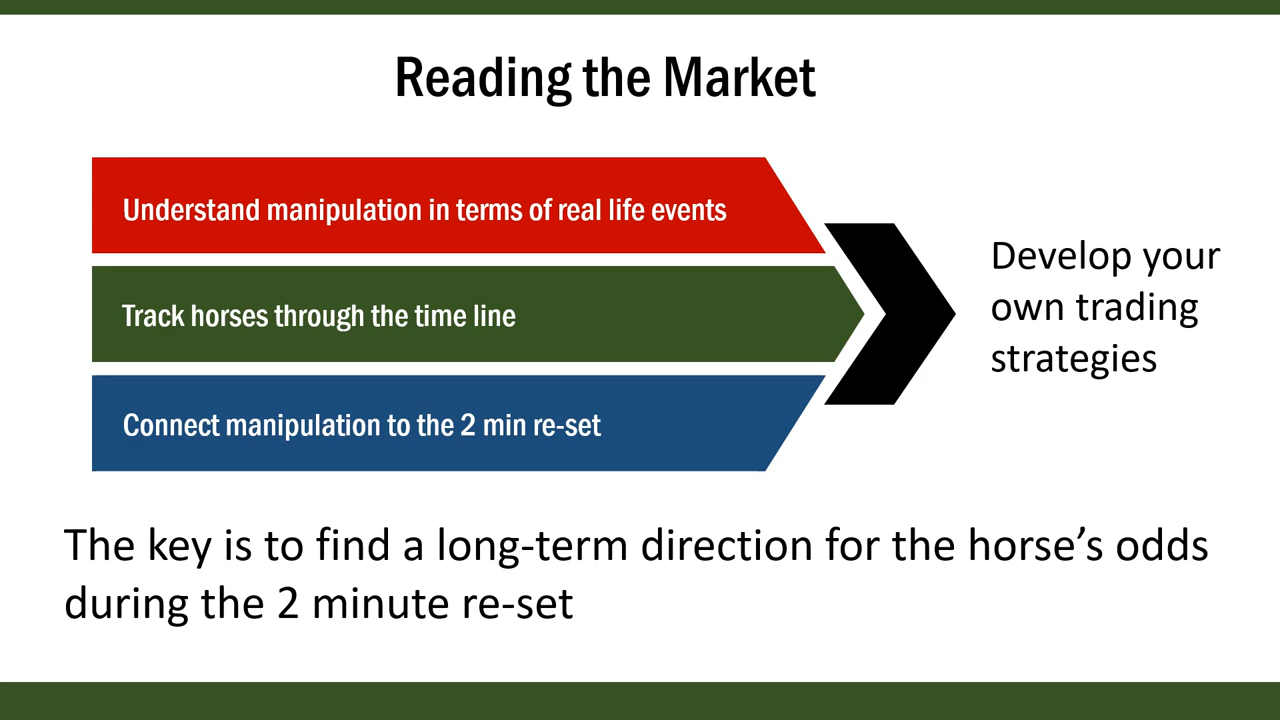 Reading the Market
Understand manipulation in terms of real life events
Track horses through the time line
Connect manipulation to the 2 min re-set
Develop your
own trading
strategies
The key is to find a long-term direction for the horse’s odds
during the 2 minute re-set